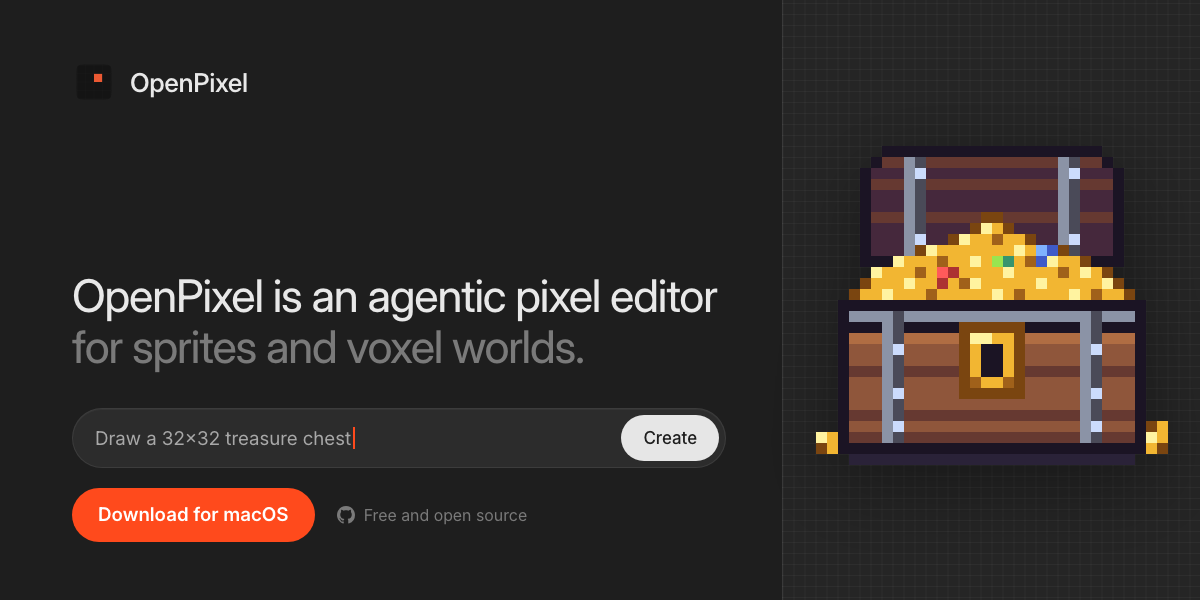 OpenPixel
OpenPixel is an agentic pixel editor
for sprites and voxel worlds.
Draw a 32×32 treasure chest
Create
Download for macOS
Free and open source